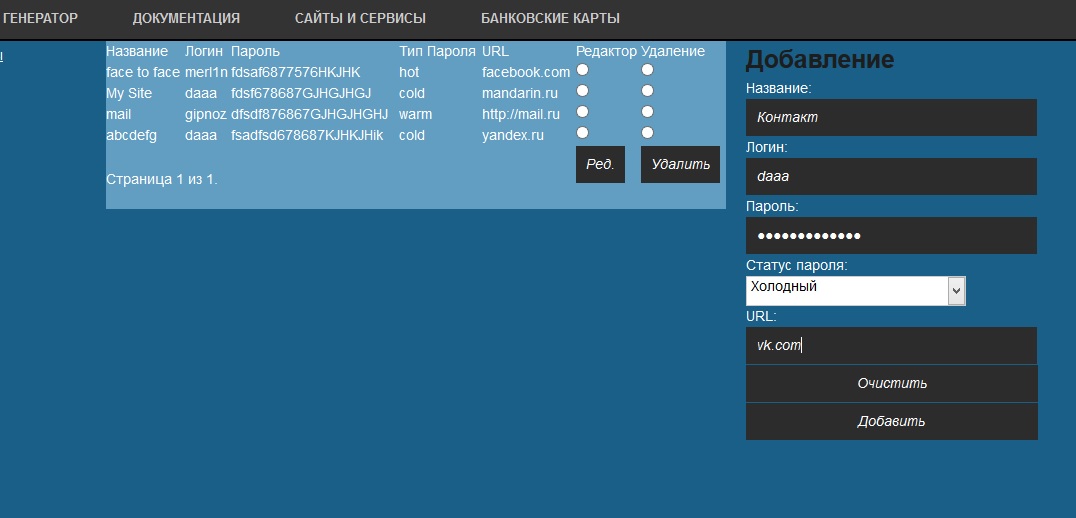 ГЕНЕРАТОР ДОКУМЕНТАЦИЯ САЙТЫ И СЕРВИСЫ БАНКОВСКИЕ КАРТЫ
Название Логин Пароль Тип Пароля URL Редактор Удаление
face to face merl1n fdsaf6877576HKJHK hot facebook.com
My Site daaa fdsf678687GJHGJHGJ cold mandarin.ru
mail gipnoz dfsdf876867GJHGJHGHJ warm http://mail.ru
abcdefg daaa fsadfsd678687KJHKJHik cold yandex.ru
Ред. Удалить
Страница 1 из 1.
Добавление
Название:
Контакт
Логин:
daaa
Пароль:
●●●●●●●●●●●●●
Статус пароля:
Холодный
URL:
vk.com
Очистить
Добавить